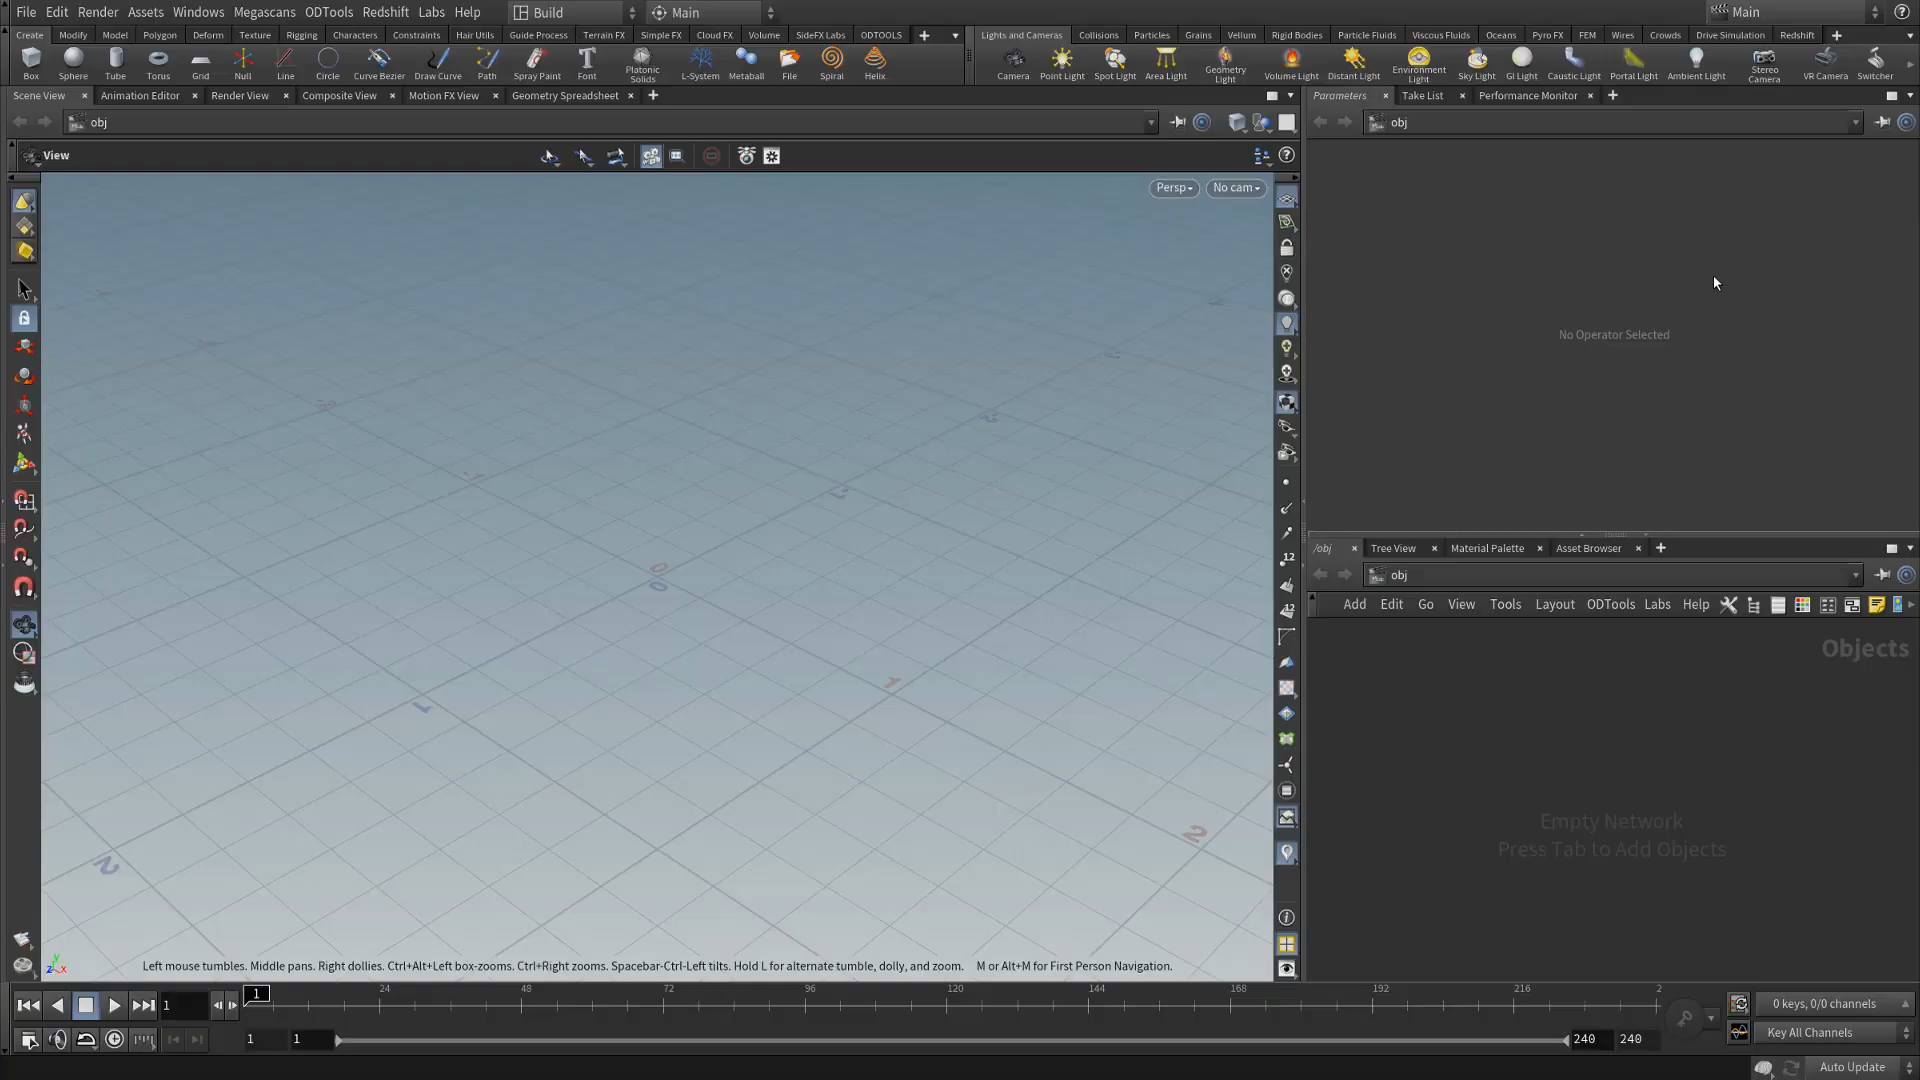 File Edit Render Assets Windows Megascans ODTools Redshift Labs Help Build Main Main
Create Modify Model Polygon Deform Texture Rigging Characters Constraints Hair Utils Guide Process Terrain FX Simple FX Cloud FX Volume SideFX Labs ODTOOLS
Lights and Cameras Collisions Particles Grains Vellum Rigid Bodies Particle Fluids Viscous Fluids Oceans Pyro FX FEM Wires Crowds Drive Simulation Redshift
Box Sphere Tube Torus Grid Null Line Circle Curve Bezier Draw Curve Path Spray Paint Font Platonic Solids L-System Metaball File Spiral Helix
Camera Point Light Spot Light Area Light Geometry Light Volume Light Distant Light Environment Light Sky Light GI Light Caustic Light Portal Light Ambient Light Stereo Camera VR Camera Switcher
Scene View Animation Editor Render View Composite View Motion FX View Geometry Spreadsheet
Parameters Take List Performance Monitor
obj
obj
View
Persp No cam
No Operator Selected
/obj Tree View Material Palette Asset Browser
obj
Add Edit Go View Tools Layout ODTools Labs Help
Objects
Empty Network
Press Tab to Add Objects
0
0
1
1
2
2
12
12
Left mouse tumbles. Middle pans. Right dollies. Ctrl+Alt+Left box-zooms. Ctrl+Right zooms. Spacebar-Ctrl-Left tilts. Hold L for alternate tumble, dolly, and zoom. M or Alt+M for First Person Navigation.
1 1 24 48 72 96 120 144 168 192 216 2
0 keys, 0/0 channels
1 1 240 240
Key All Channels
Auto Update